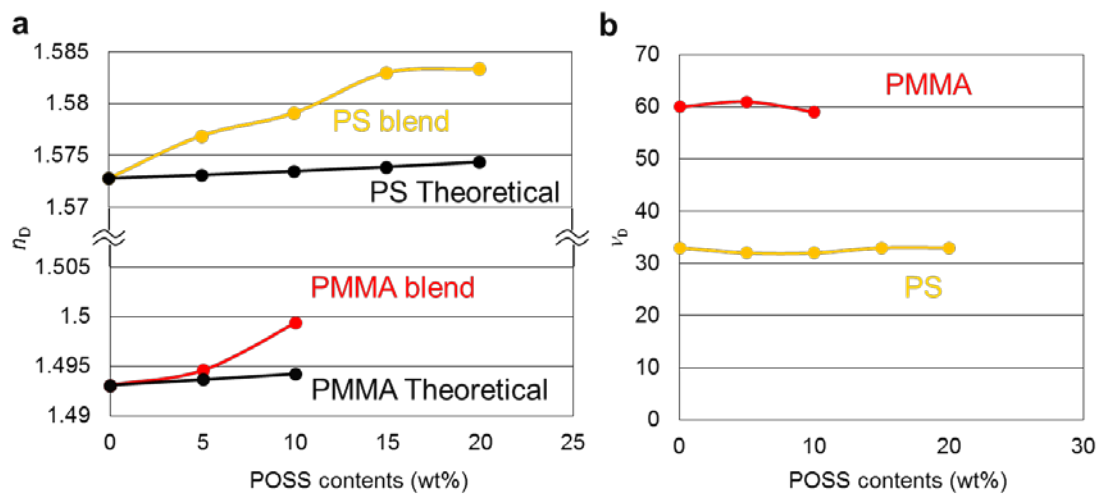 a
1.585
1.58
1.575
1.57
1.505
1.5
1.495
1.49
n_D
PS blend
PS Theoretical
PMMA blend
PMMA Theoretical
0 5 10 15 20 25
POSS contents (wt%)
b
70
60
50
40
30
20
10
0
ν_D
PMMA
PS
0 10 20 30
POSS contents (wt%)